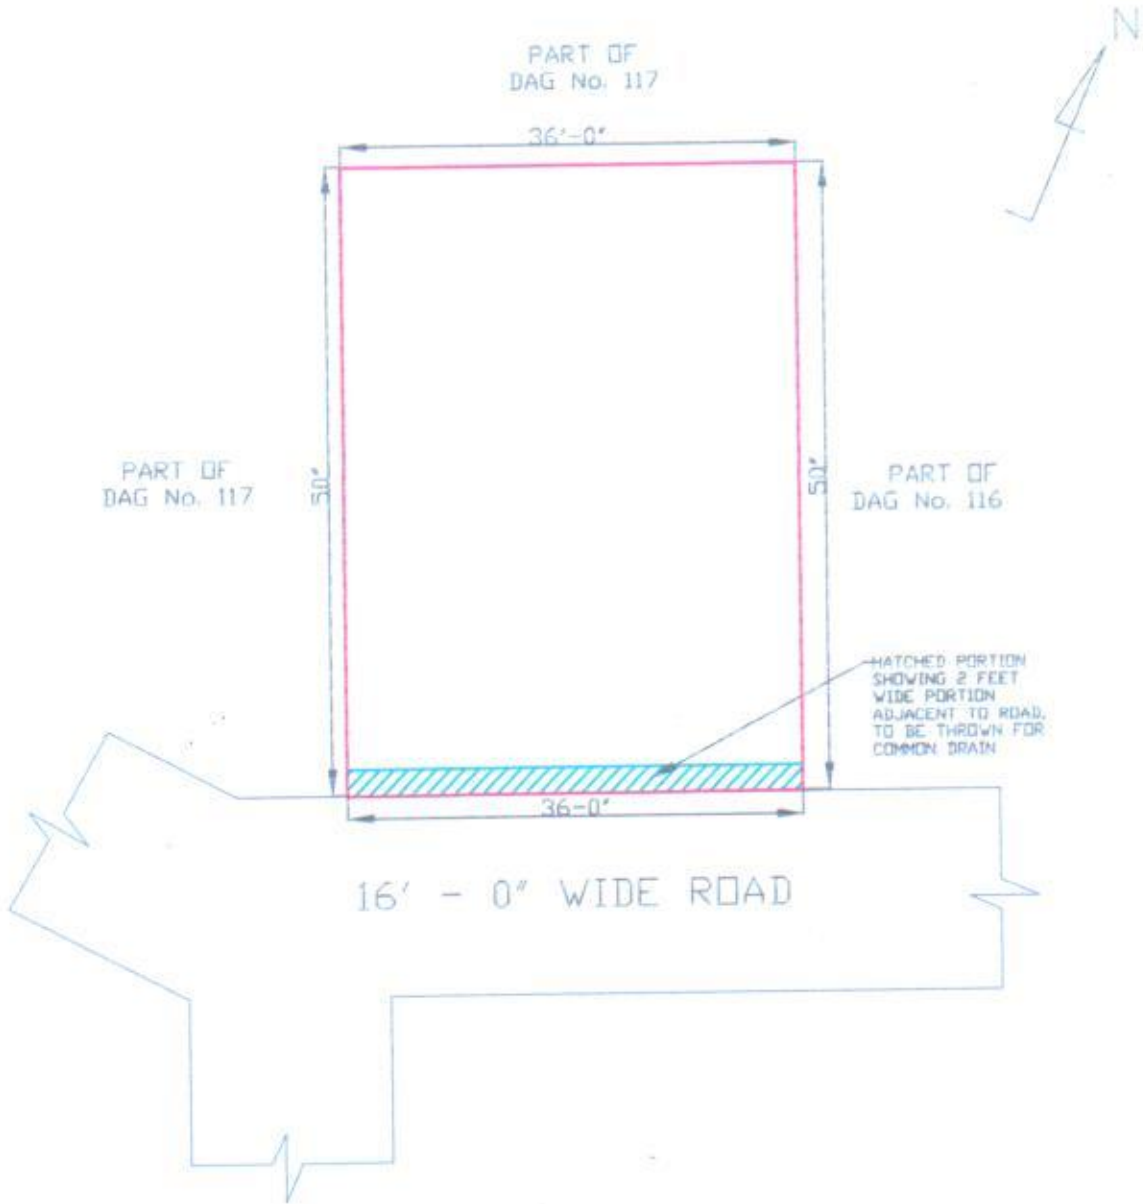 N
PART OF
DAG No. 117
36'-0"
PART OF
DAG No. 117
50"
50"
PART OF
DAG No. 116
HATCHED PORTION
SHOWING 2 FEET
WIDE PORTION
ADJACENT TO ROAD,
TO BE THROWN FOR
COMMON DRAIN
36-0"
16' - 0" WIDE ROAD